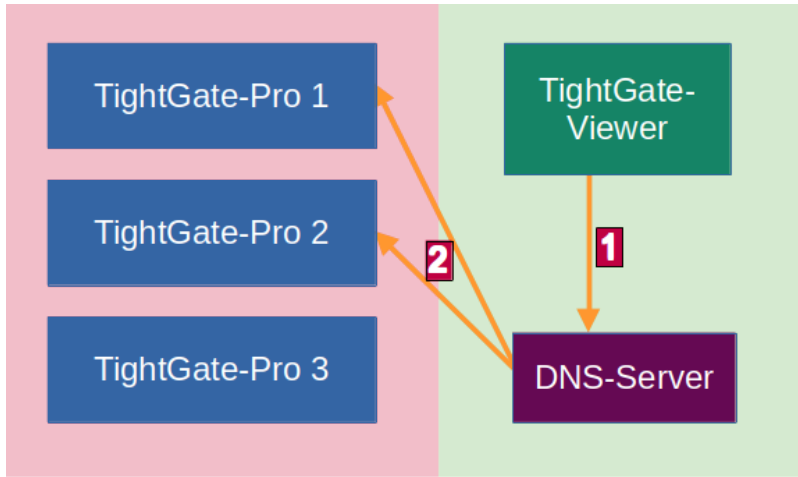 TightGate-Pro 1
TightGate-
Viewer
TightGate-Pro 2
2
1
TightGate-Pro 3
DNS-Server